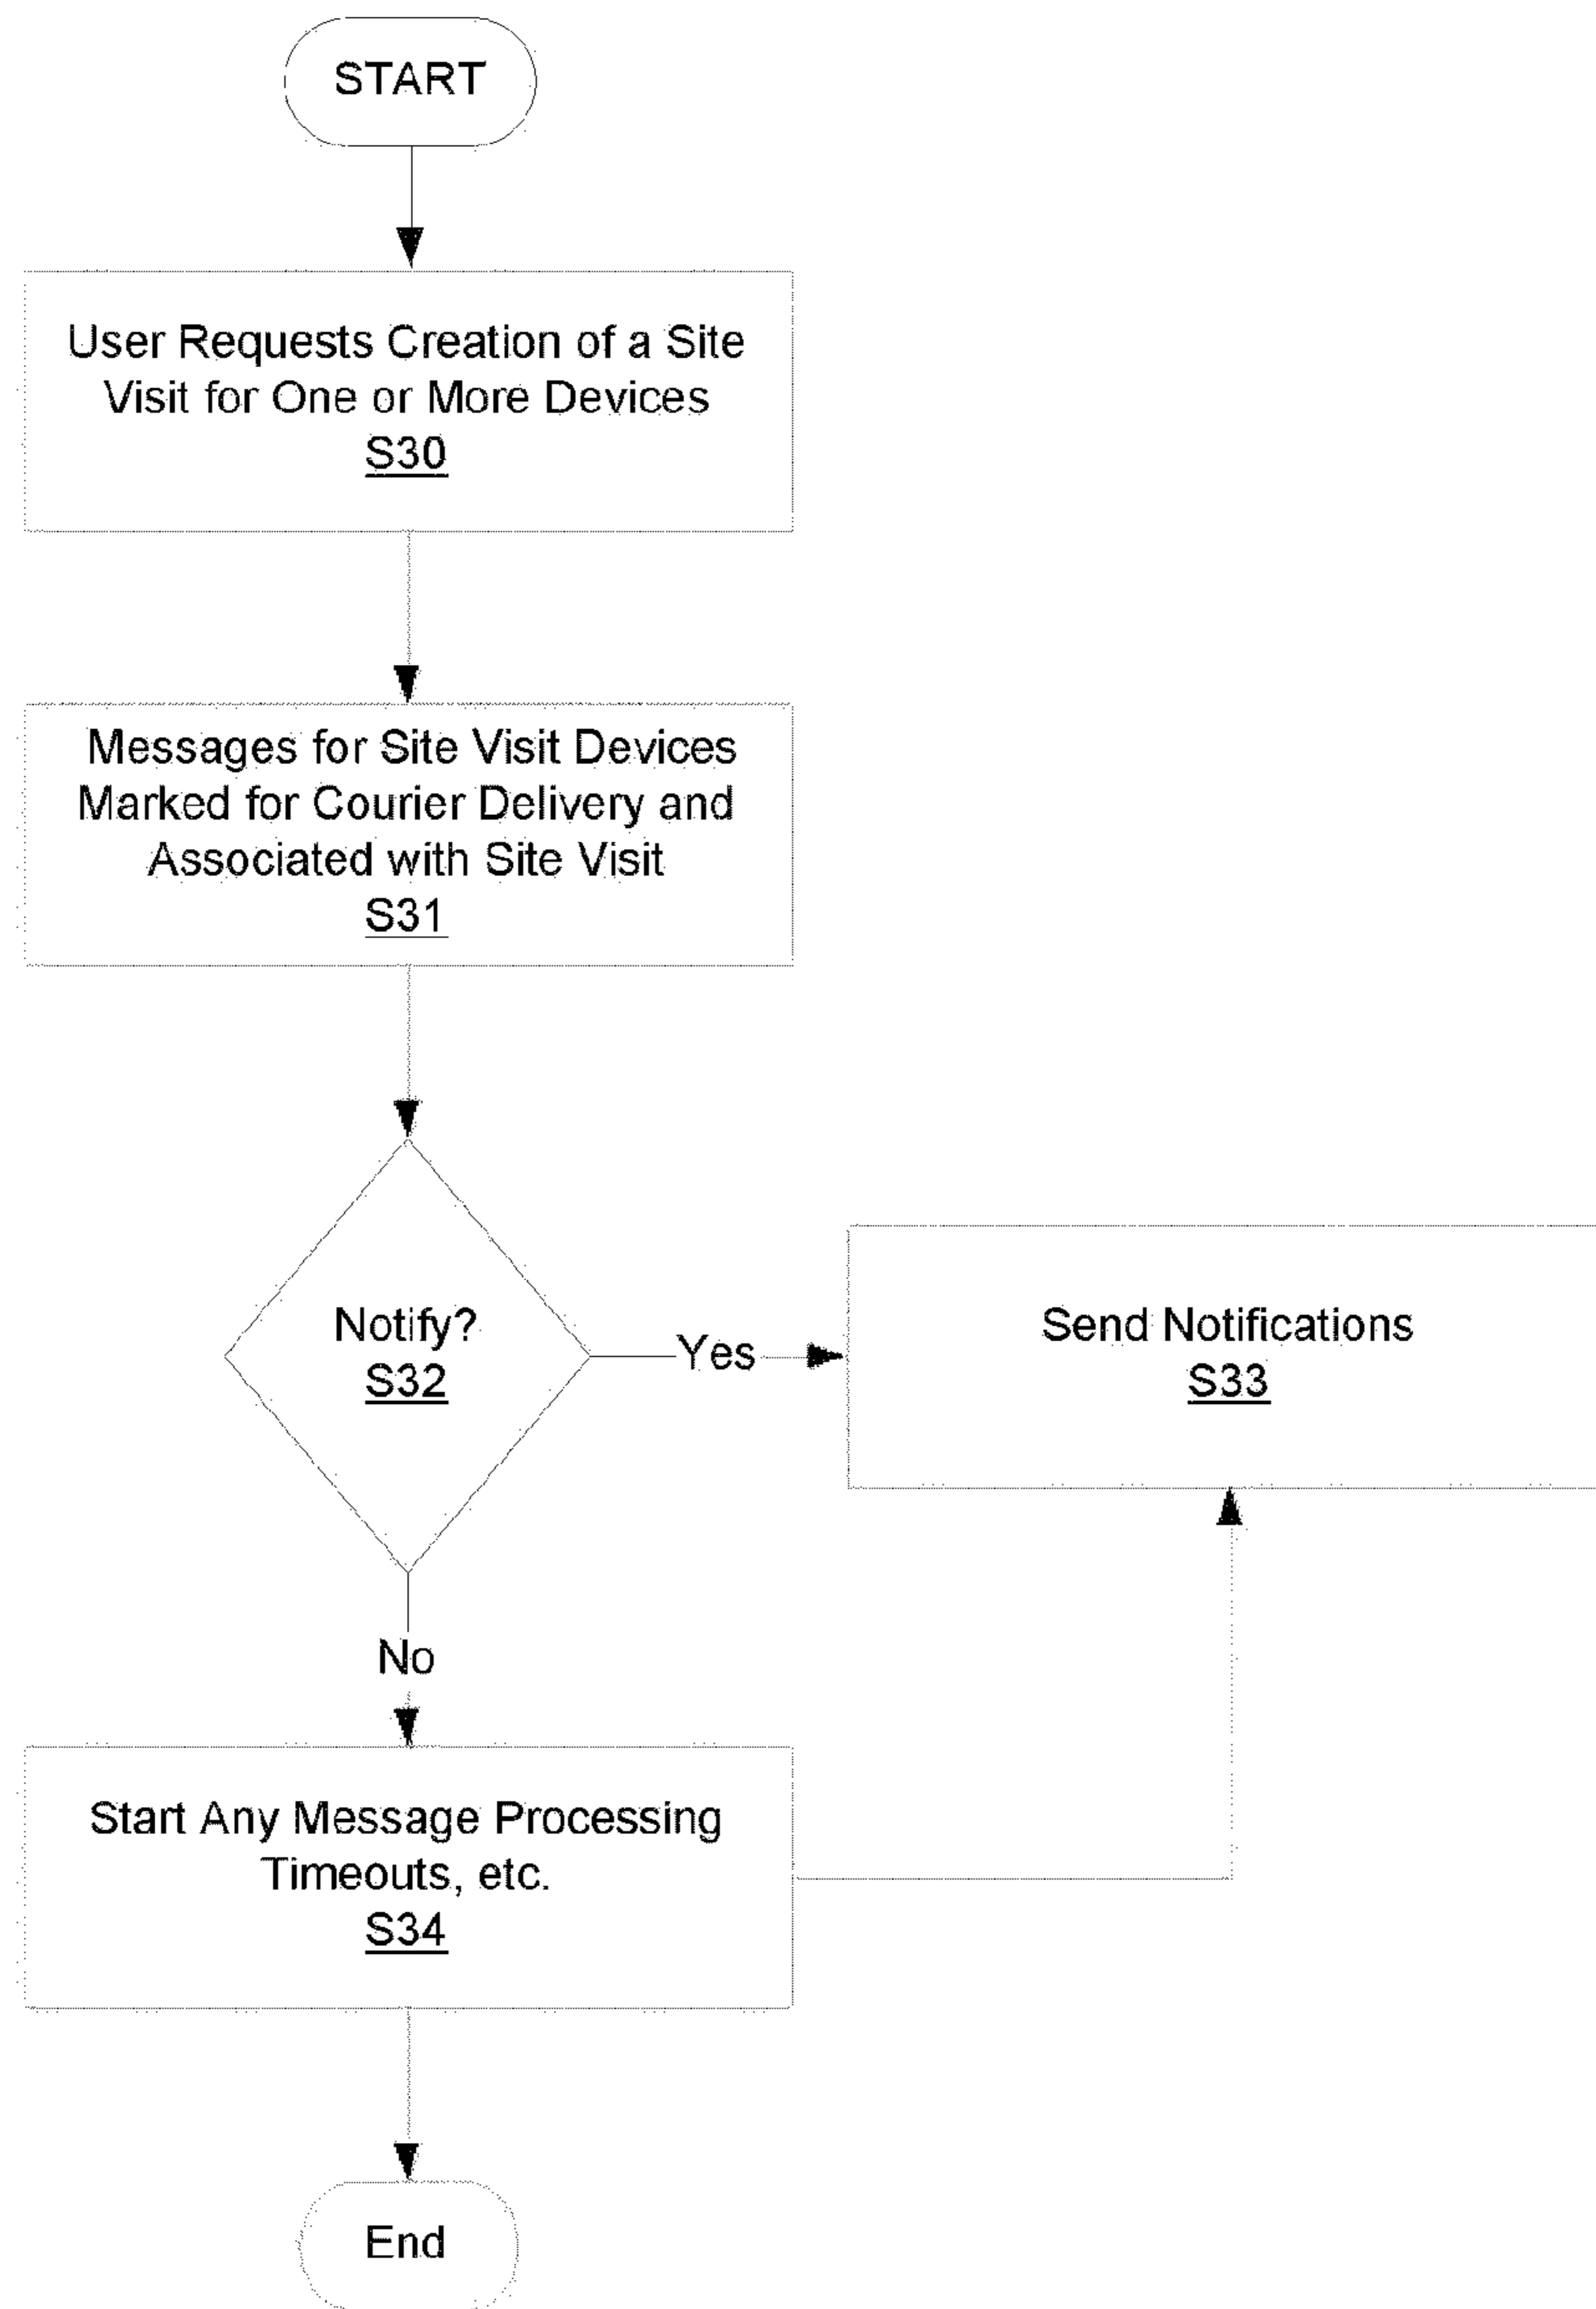 START
User Requests Creation of a Site
Visit for One or More Devices
S30
Messages for Site Visit Devices
Marked for Courier Delivery and
Associated with Site Visit
S31
Notify?
S32
Yes
Send Notifications
S33
No
Start Any Message Processing
Timeouts, etc.
S34
End